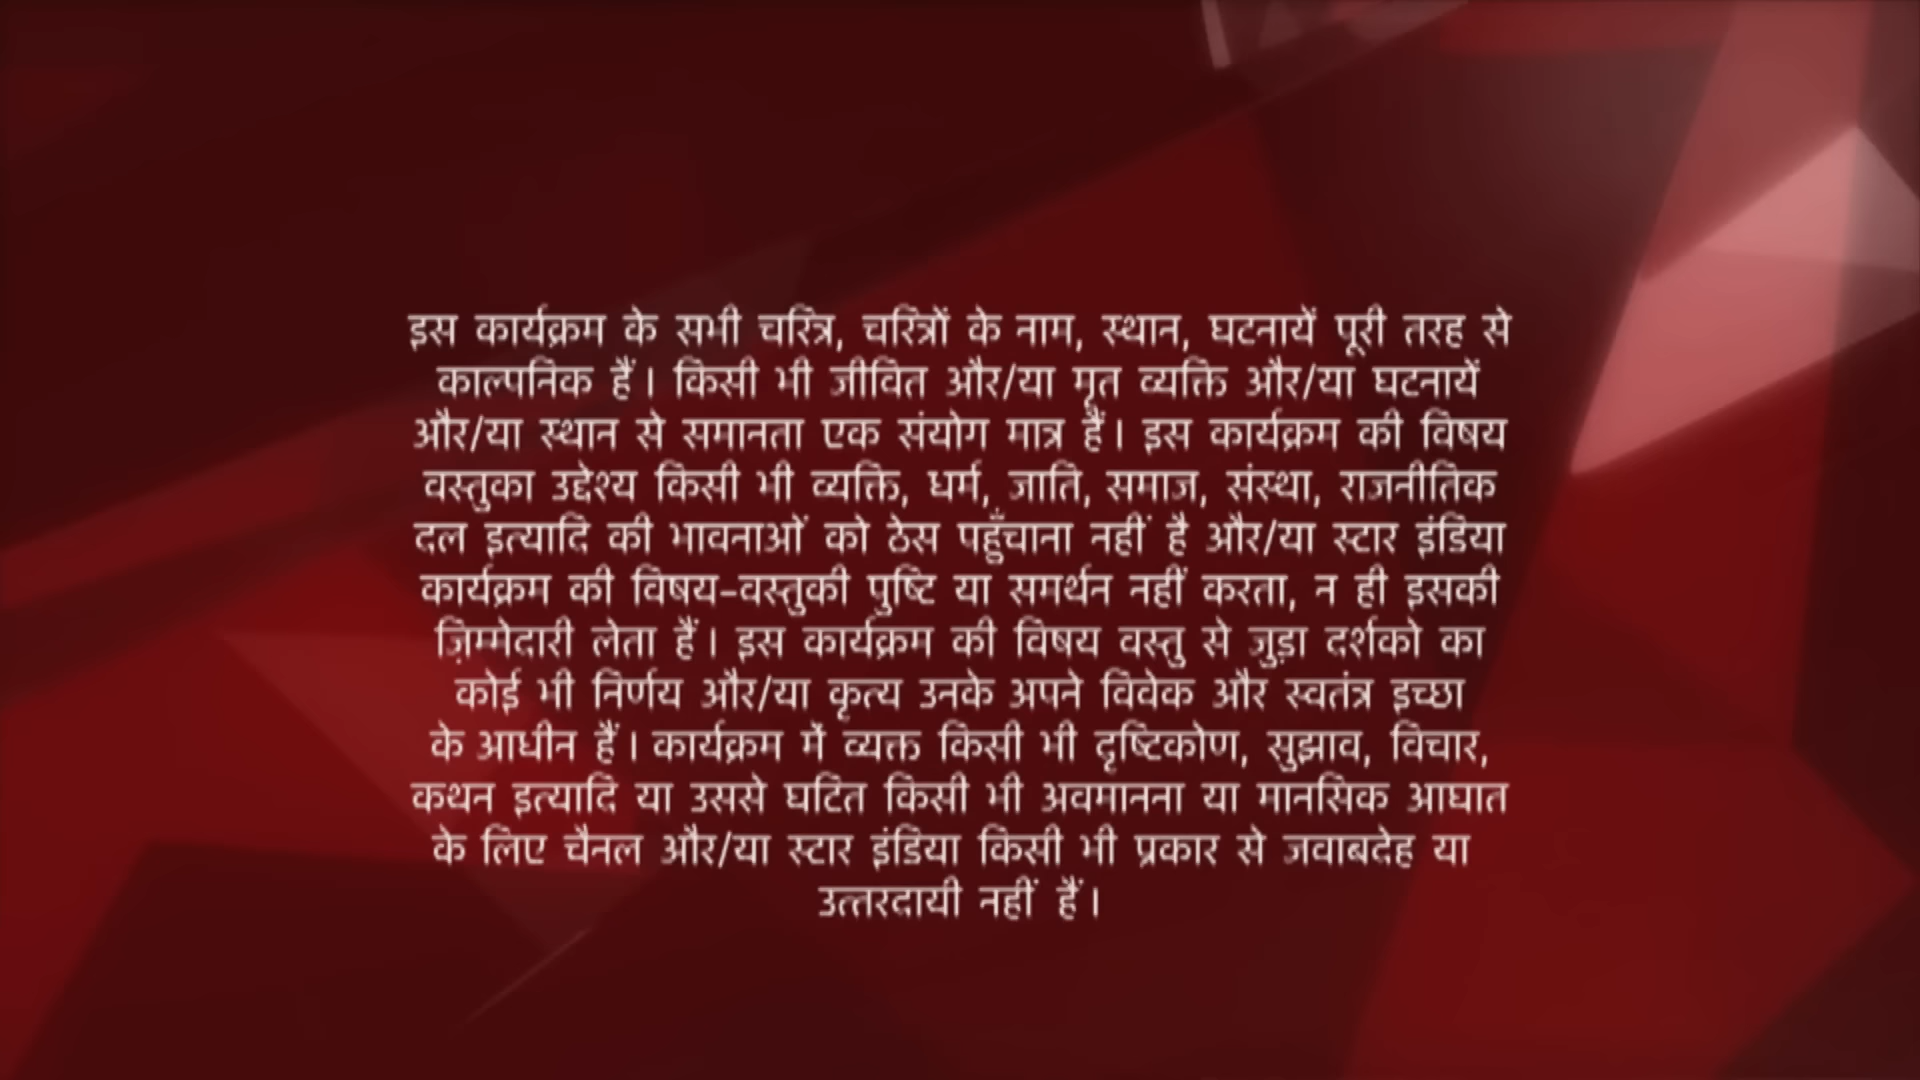 इस कार्यक्रम के सभी चरित्र, चरित्रों के नाम, स्थान, घटनायें पूरी तरह से
काल्पनिक हैं। किसी भी जीवित और/या मृत व्यक्ति और/या घटनायें
और/या स्थान से समानता एक संयोग मात्र हैं। इस कार्यक्रम की विषय
वस्तुका उद्देश्य किसी भी व्यक्ति, धर्म, जाति, समाज, संस्था, राजनीतिक
दल इत्यादि की भावनाओं को ठेस पहुँचाना नहीं है और/या स्टार इंडिया
कार्यक्रम की विषय-वस्तुकी पुष्टि या समर्थन नहीं करता, न ही इसकी
ज़िम्मेदारी लेता हैं। इस कार्यक्रम की विषय वस्तु से जुड़ा दर्शको का
कोई भी निर्णय और/या कृत्य उनके अपने विवेक और स्वतंत्र इच्छा
के आधीन हैं। कार्यक्रम में व्यक्त किसी भी दृष्टिकोण, सुझाव, विचार,
कथन इत्यादि या उससे घटित किसी भी अवमानना या मानसिक आघात
के लिए चैनल और/या स्टार इंडिया किसी भी प्रकार से जवाबदेह या
उत्तरदायी नहीं हैं।